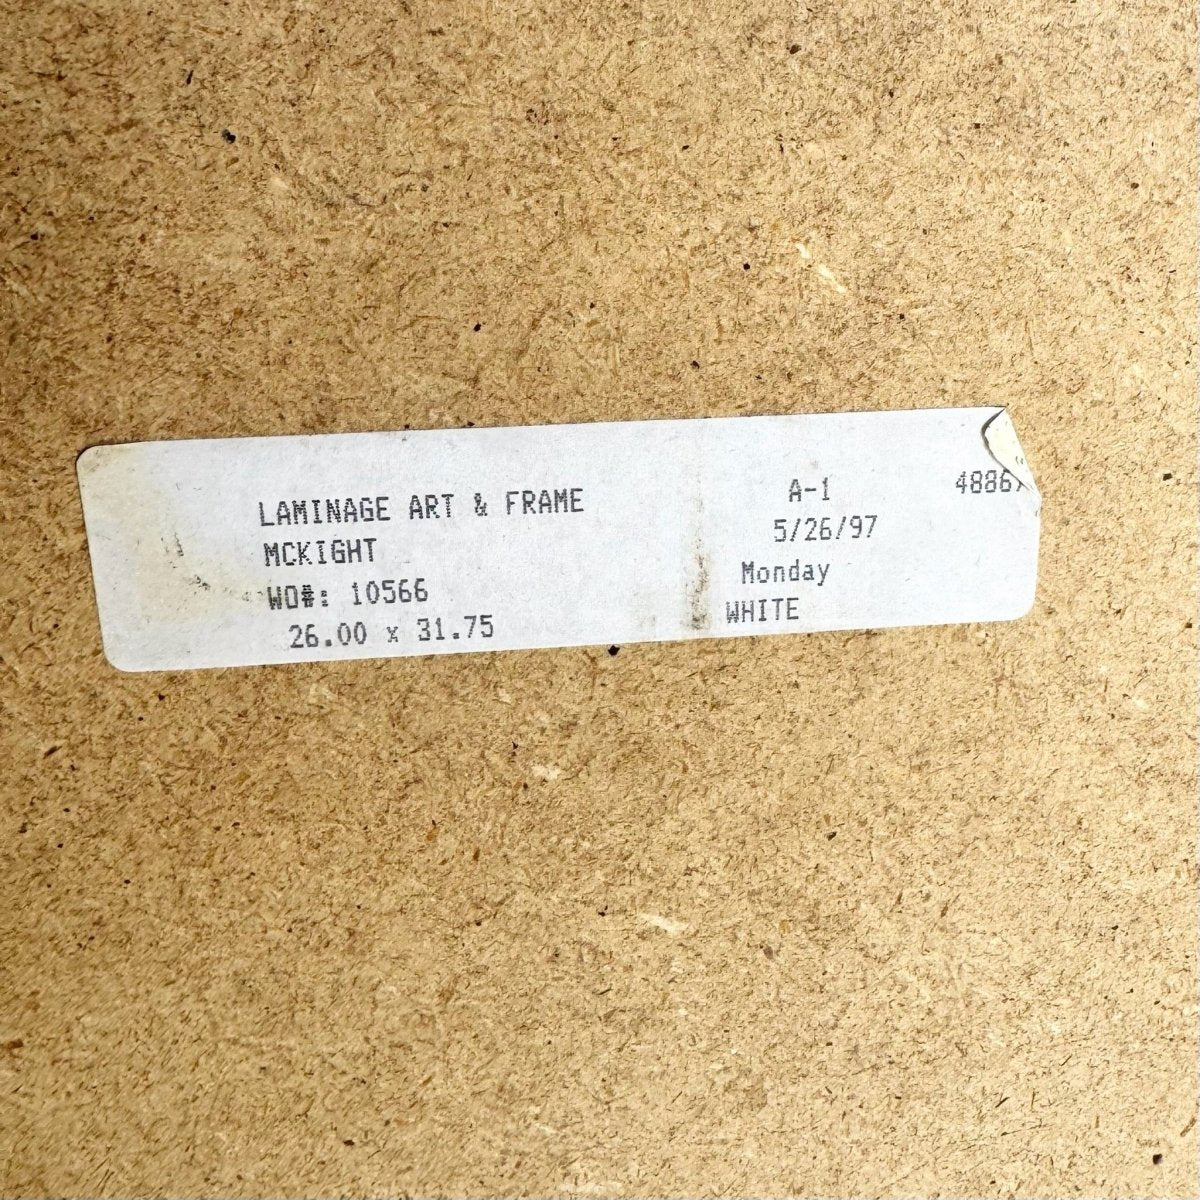 LAMINAGE ART & FRAME
MCKIGHT
WO#: 10566
26.00 x 31.75
A-1
5/26/97
Monday
WHITE